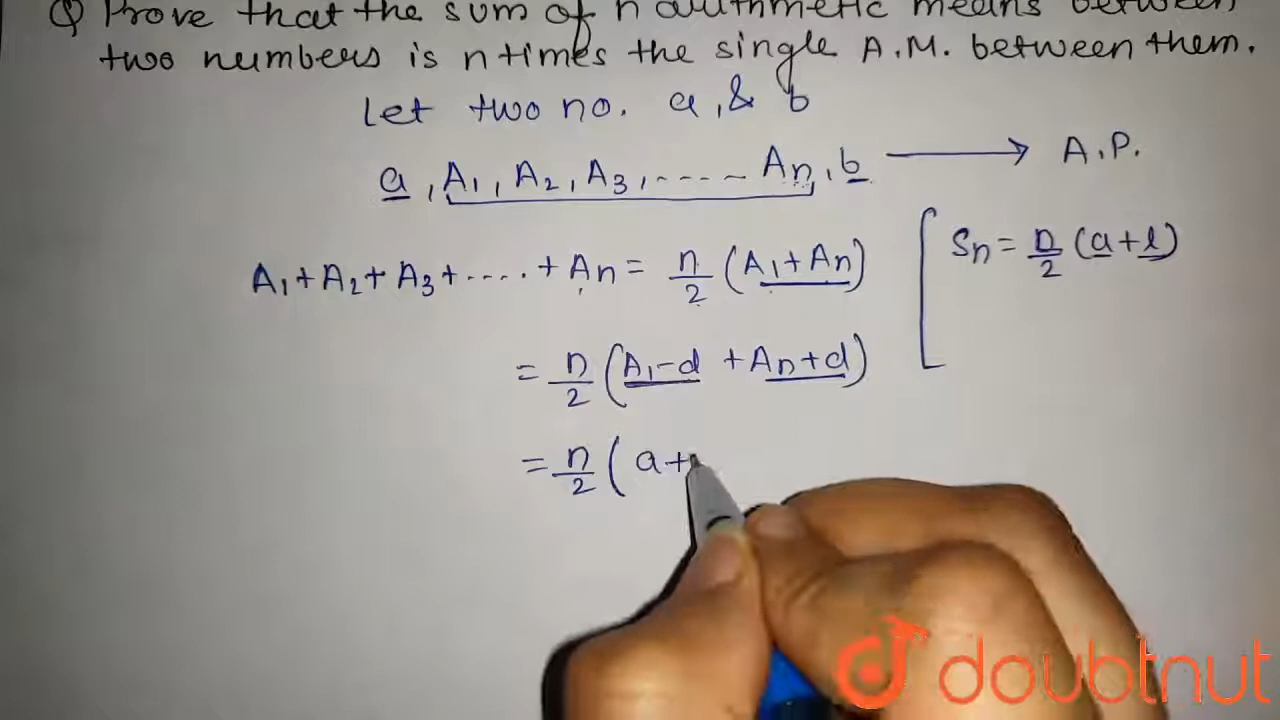 Q Prove that the sum of n arithmetic means between
two numbers is n times the single A.M. between them.
Let two no. a, & b
a, A₁, A₂, A₃, ..... Aₙ, b ⟶ A.P.
A₁+A₂+A₃+.....+Aₙ = n/2 (A₁+Aₙ) [ Sₙ = n/2 (a+l)
= n/2 (A₁-d +Aₙ+d)
= n/2 ( a+
doubtnut